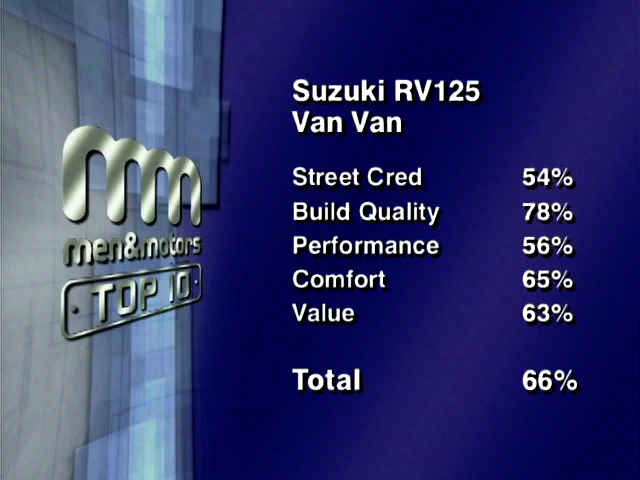 Suzuki RV125
Van Van
Street Cred 54%
Build Quality 78%
Performance 56%
Comfort 65%
Value 63%
Total 66%
men&motors
TOP 10